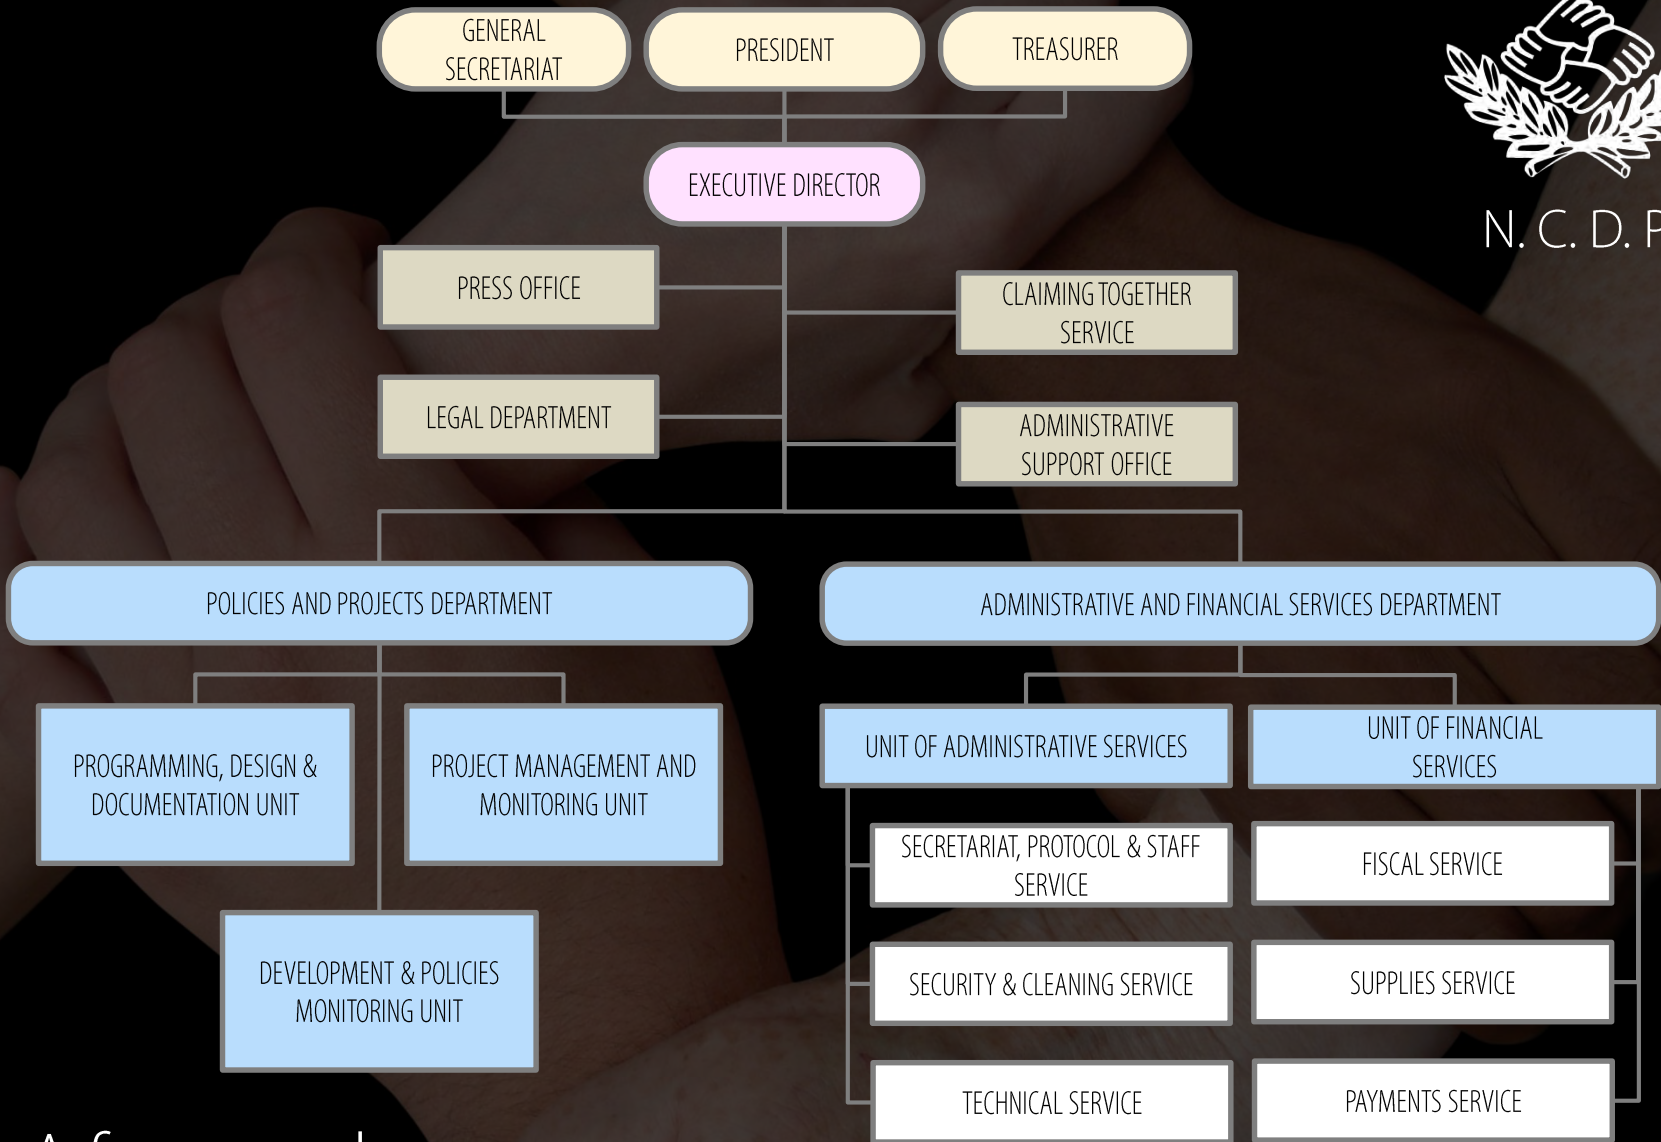 GENERAL
SECRETARIAT
PRESIDENT
TREASURER
EXECUTIVE DIRECTOR
N. C. D. P
PRESS OFFICE
CLAIMING TOGETHER
SERVICE
LEGAL DEPARTMENT
ADMINISTRATIVE
SUPPORT OFFICE
POLICIES AND PROJECTS DEPARTMENT
ADMINISTRATIVE AND FINANCIAL SERVICES DEPARTMENT
PROGRAMMING, DESIGN &
DOCUMENTATION UNIT
PROJECT MANAGEMENT AND
MONITORING UNIT
DEVELOPMENT & POLICIES
MONITORING UNIT
UNIT OF ADMINISTRATIVE SERVICES
UNIT OF FINANCIAL
SERVICES
SECRETARIAT, PROTOCOL & STAFF
SERVICE
FISCAL SERVICE
SECURITY & CLEANING SERVICE
SUPPLIES SERVICE
TECHNICAL SERVICE
PAYMENTS SERVICE